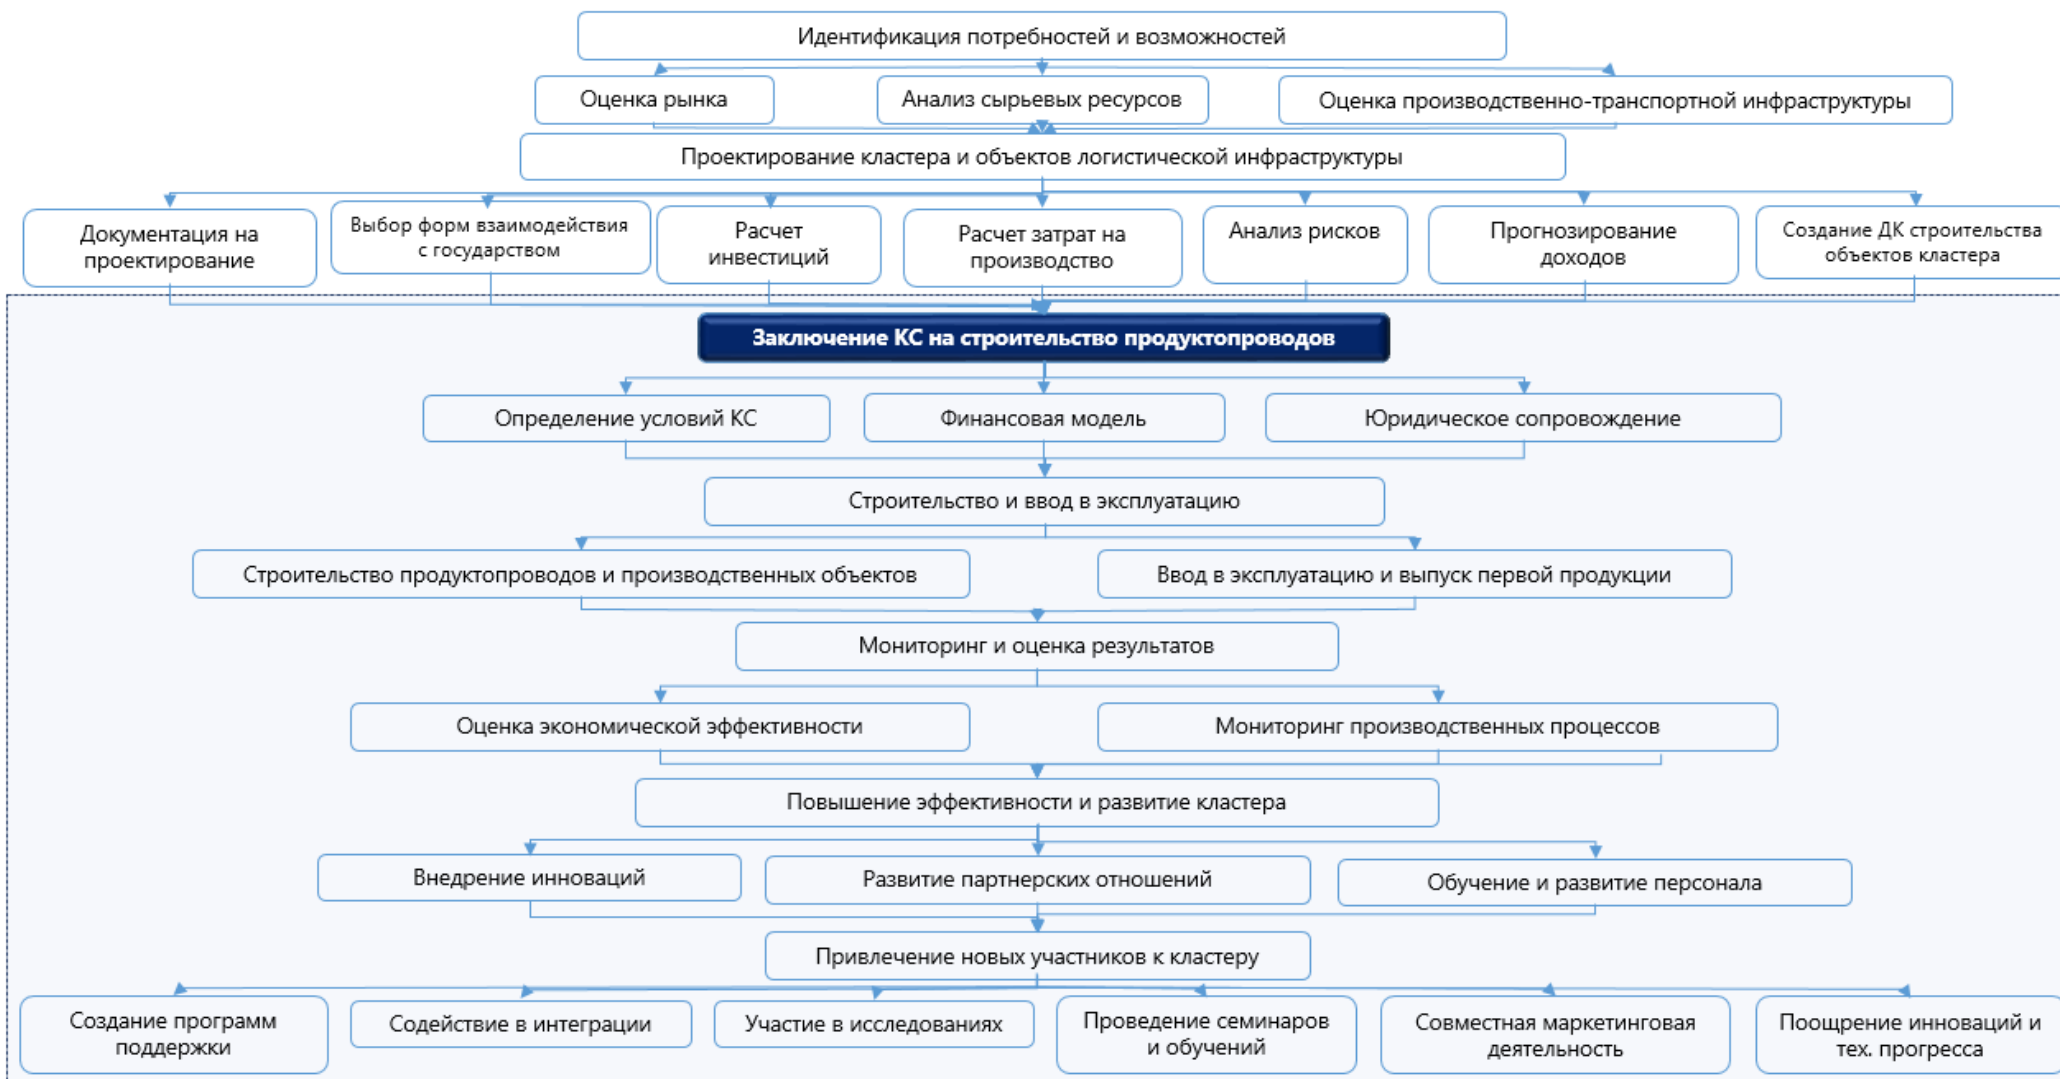 Идентификация потребностей и возможностей
Оценка рынка
Анализ сырьевых ресурсов
Оценка производственно-транспортной инфраструктуры
Проектирование кластера и объектов логистической инфраструктуры
Документация на
проектирование
Выбор форм взаимодействия
с государством
Расчет
инвестиций
Расчет затрат на
производство
Анализ рисков
Прогнозирование
доходов
Создание ДК строительства
объектов кластера
Заключение КС на строительство продуктопроводов
Определение условий КС
Финансовая модель
Юридическое сопровождение
Строительство и ввод в эксплуатацию
Строительство продуктопроводов и производственных объектов
Ввод в эксплуатацию и выпуск первой продукции
Мониторинг и оценка результатов
Оценка экономической эффективности
Мониторинг производственных процессов
Повышение эффективности и развитие кластера
Внедрение инноваций
Развитие партнерских отношений
Обучение и развитие персонала
Привлечение новых участников к кластеру
Создание программ
поддержки
Содействие в интеграции
Участие в исследованиях
Проведение семинаров
и обучений
Совместная маркетинговая
деятельность
Поощрение инноваций и
тех. прогресса